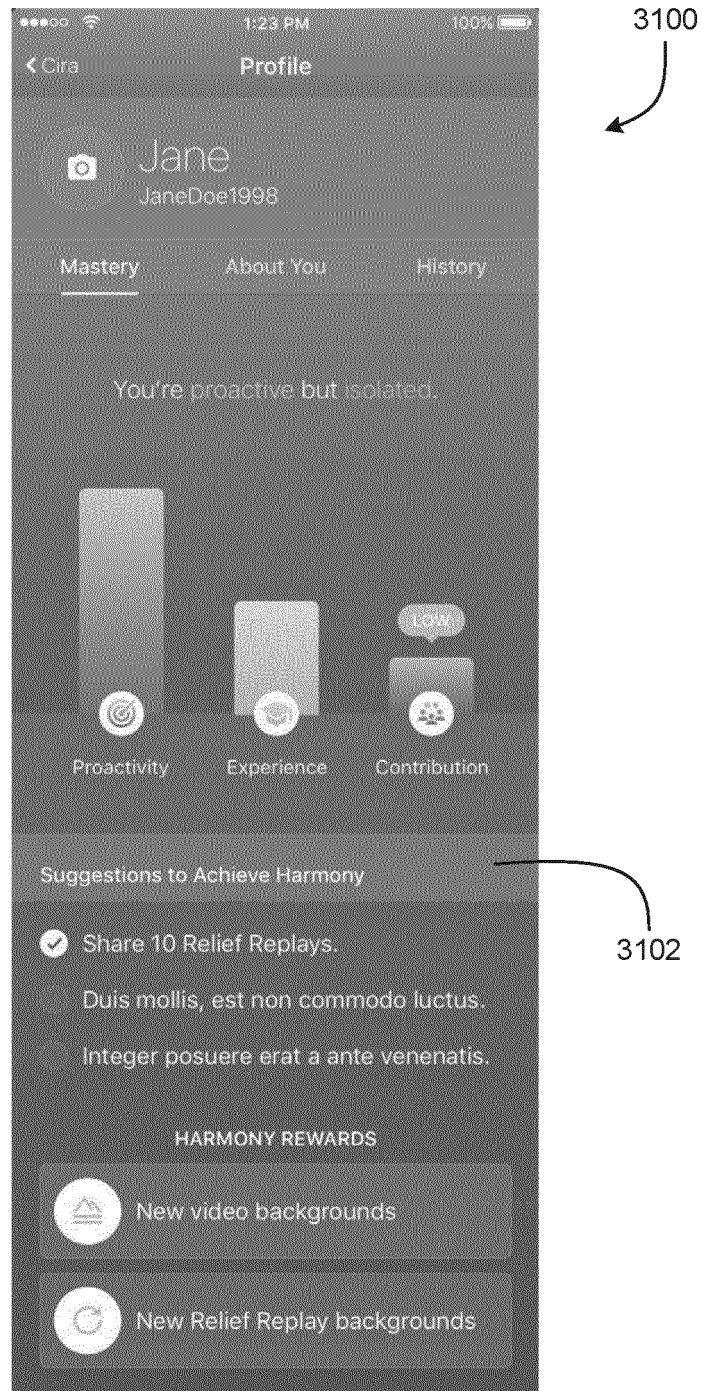 1:23 PM 100%
Cira Profile
3100
Jane
JaneDoe1998
Mastery About You History
You're proactive but isolated.
LOW
Proactivity Experience Contribution
Suggestions to Achieve Harmony
3102
Share 10 Relief Replays.
Duis mollis, est non commodo luctus.
Integer posuere erat a ante venenatis.
HARMONY REWARDS
New video backgrounds
New Relief Replay backgrounds